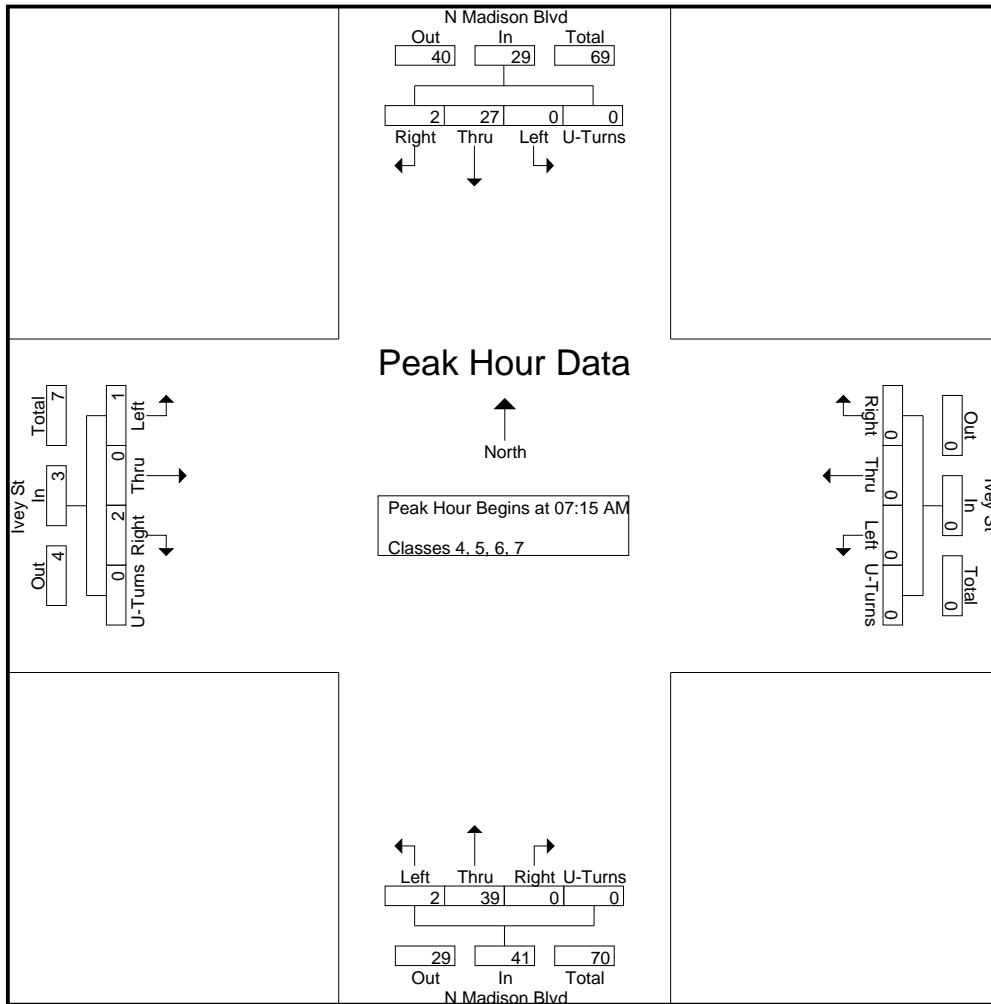 N Madison Blvd
Out In Total
40 29 69
2 27 0 0
Right Thru Left U-Turns
Peak Hour Data
North
Peak Hour Begins at 07:15 AM
Classes 4, 5, 6, 7
Ivey St
Total In Out
7 3 4
1 0 2 0
Left Thru Right U-Turns
Right Thru Left U-Turns
0 0 0 0
Out In Total
0 0 0
Ivey St
Left Thru Right U-Turns
2 39 0 0
29 41 70
Out In Total
N Madison Blvd